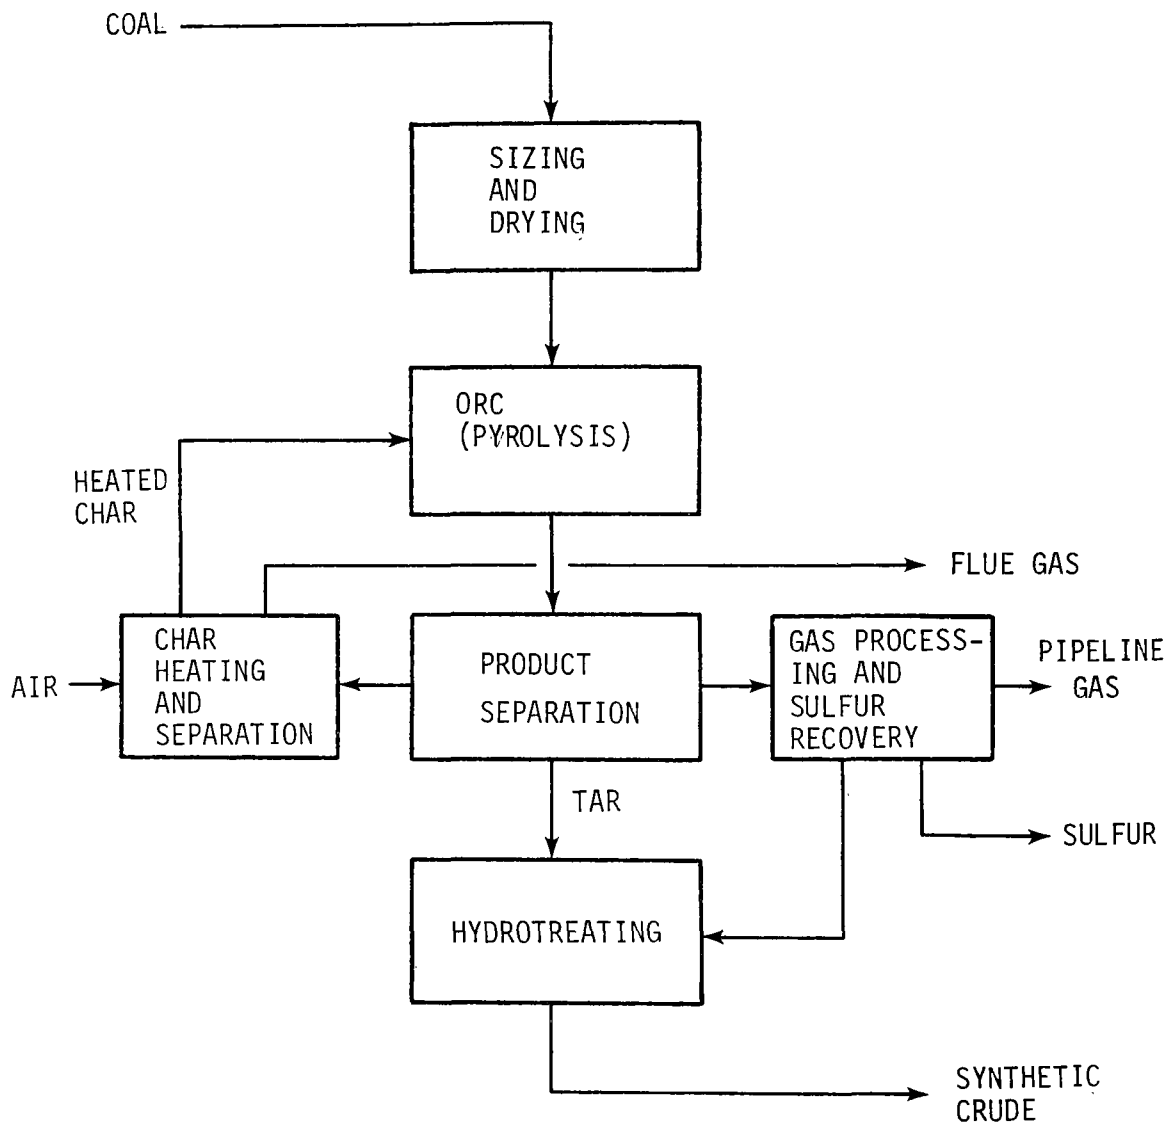 COAL
SIZING
AND
DRYING
ORC
(PYROLYSIS)
HEATED
CHAR
FLUE GAS
CHAR
HEATING
AND
SEPARATION
AIR
PRODUCT
SEPARATION
GAS PROCESS-
ING AND
SULFUR
RECOVERY
PIPELINE
GAS
TAR
SULFUR
HYDROTREATING
SYNTHETIC
CRUDE